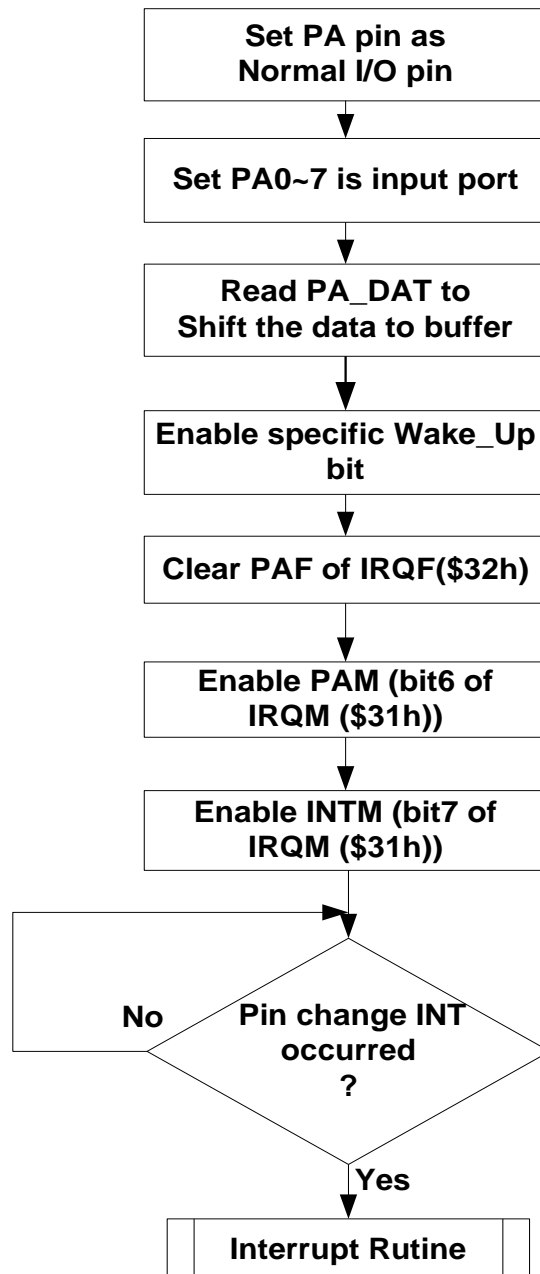 Set PA pin as
Normal I/O pin
Set PA0~7 is input port
Read PA_DAT to
Shift the data to buffer
Enable specific Wake_Up
bit
Clear PAF of IRQF($32h)
Enable PAM (bit6 of
IRQM ($31h))
Enable INTM (bit7 of
IRQM ($31h))
No
Pin change INT
occurred
?
Yes
Interrupt Rutine